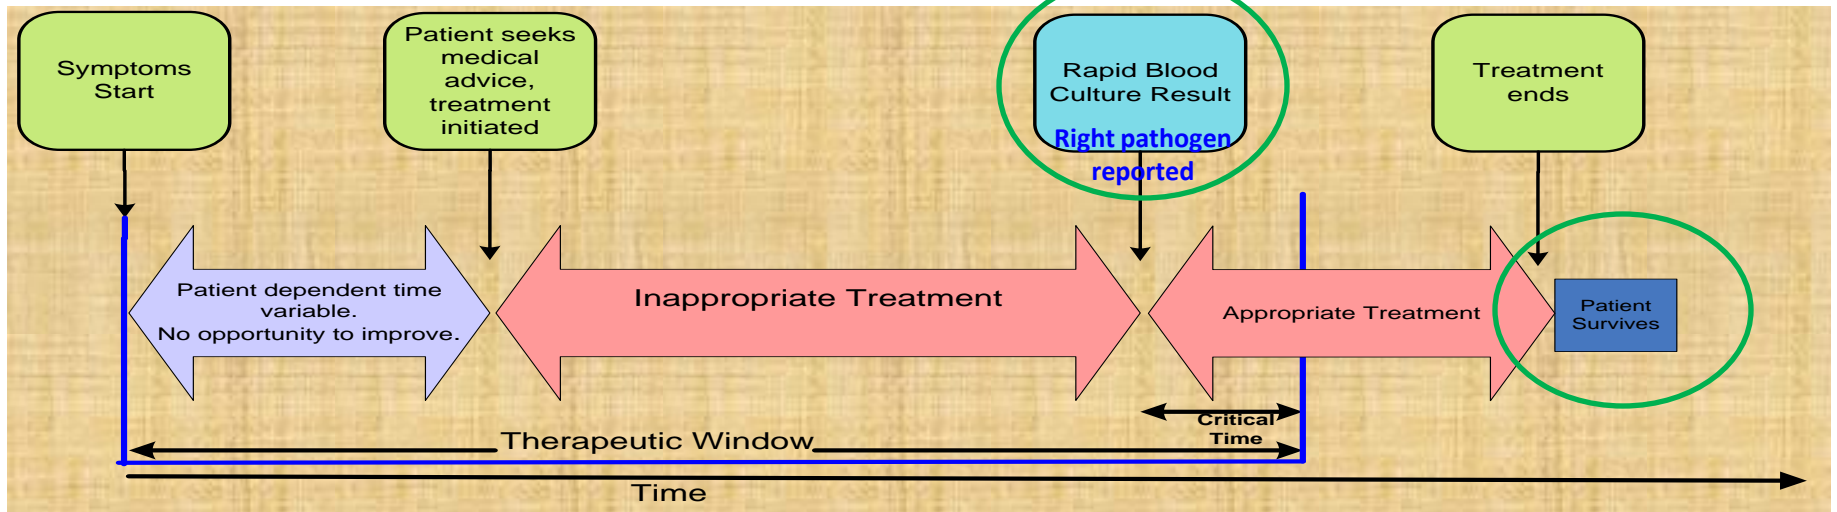 Symptoms
Start
Patient seeks
medical
advice,
treatment
initiated
Rapid Blood
Culture Result
Right pathogen
reported
Treatment
ends
Patient dependent time
variable.
No opportunity to improve.
Inappropriate Treatment
Appropriate Treatment
Patient
Survives
Critical
Time
Therapeutic Window
Time